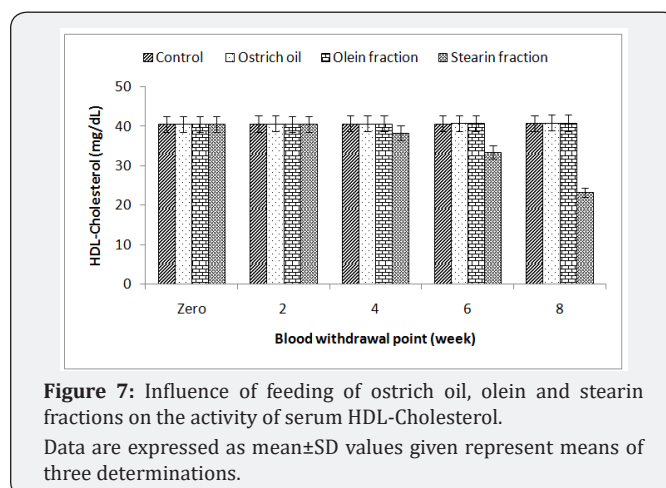 Control Ostrich oil Olein fraction Stearin fraction
50
40
30
20
10
0
HDL-Cholesterol (mg/dL)
Zero 2 4 6 8
Blood withdrawal point (week)
Figure 7: Influence of feeding of ostrich oil, olein and stearin
fractions on the activity of serum HDL-Cholesterol.
Data are expressed as mean±SD values given represent means of
three determinations.